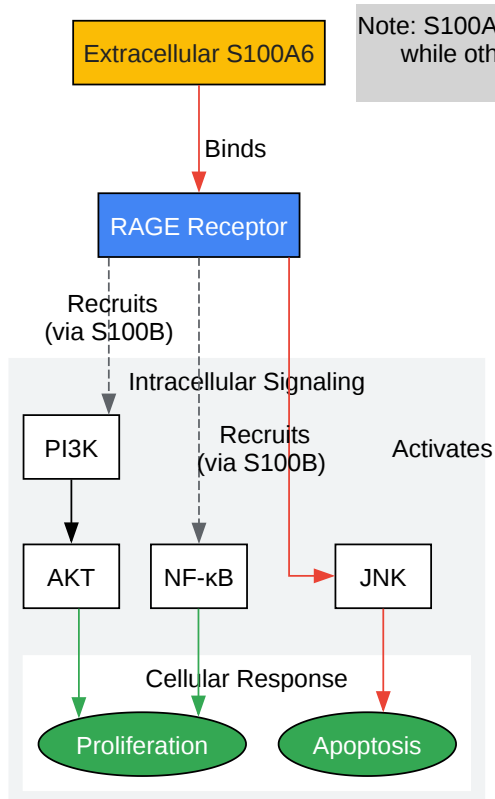 Extracellular S100A6
Note: S100A
while oth
Binds
RAGE Receptor
Recruits
(via S100B)
Intracellular Signaling
Recruits
(via S100B)
Activates
PI3K
AKT
NF-κB
JNK
Cellular Response
Proliferation
Apoptosis